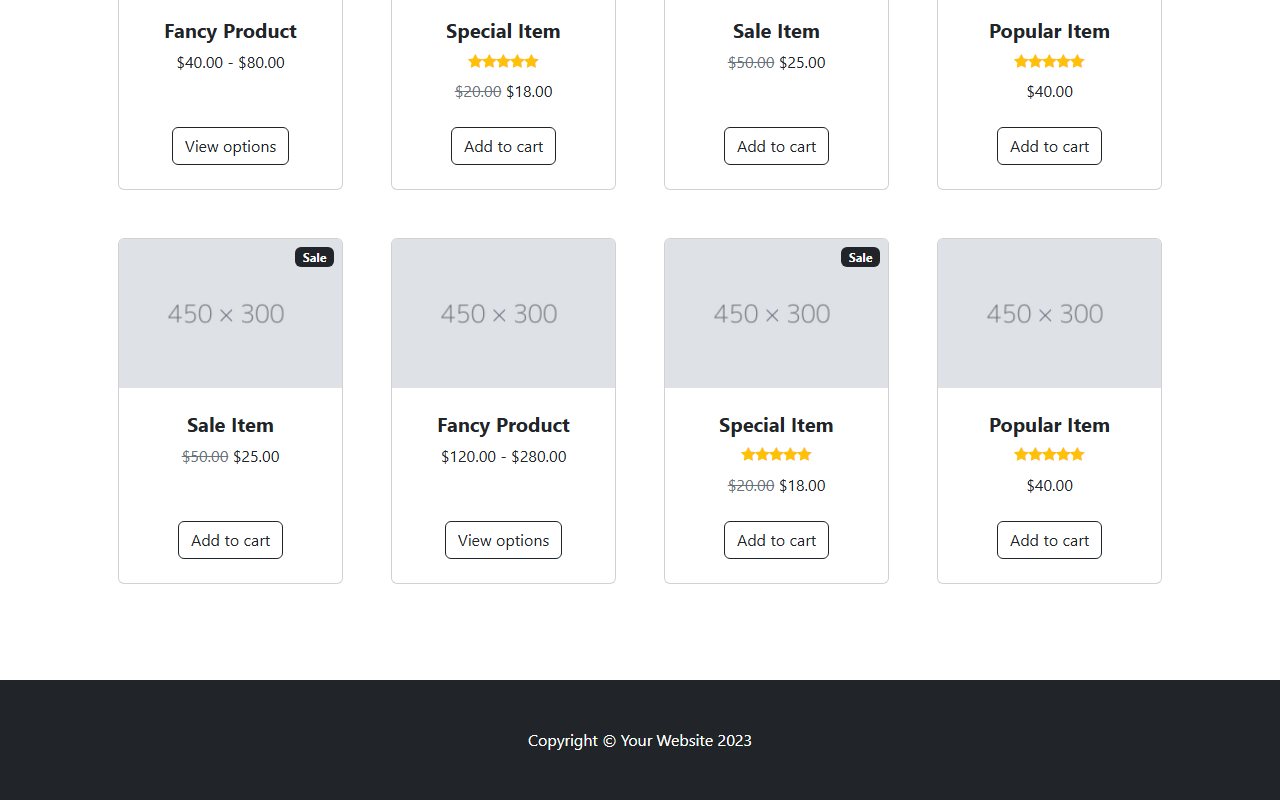 Fancy Product
$40.00 - $80.00
View options
Special Item
$20.00 $18.00
Add to cart
Sale Item
$50.00 $25.00
Add to cart
Popular Item
$40.00
Add to cart
Sale
450 × 300
Sale Item
$50.00 $25.00
Add to cart
450 × 300
Fancy Product
$120.00 - $280.00
View options
Sale
450 × 300
Special Item
$20.00 $18.00
Add to cart
450 × 300
Popular Item
$40.00
Add to cart
Copyright © Your Website 2023